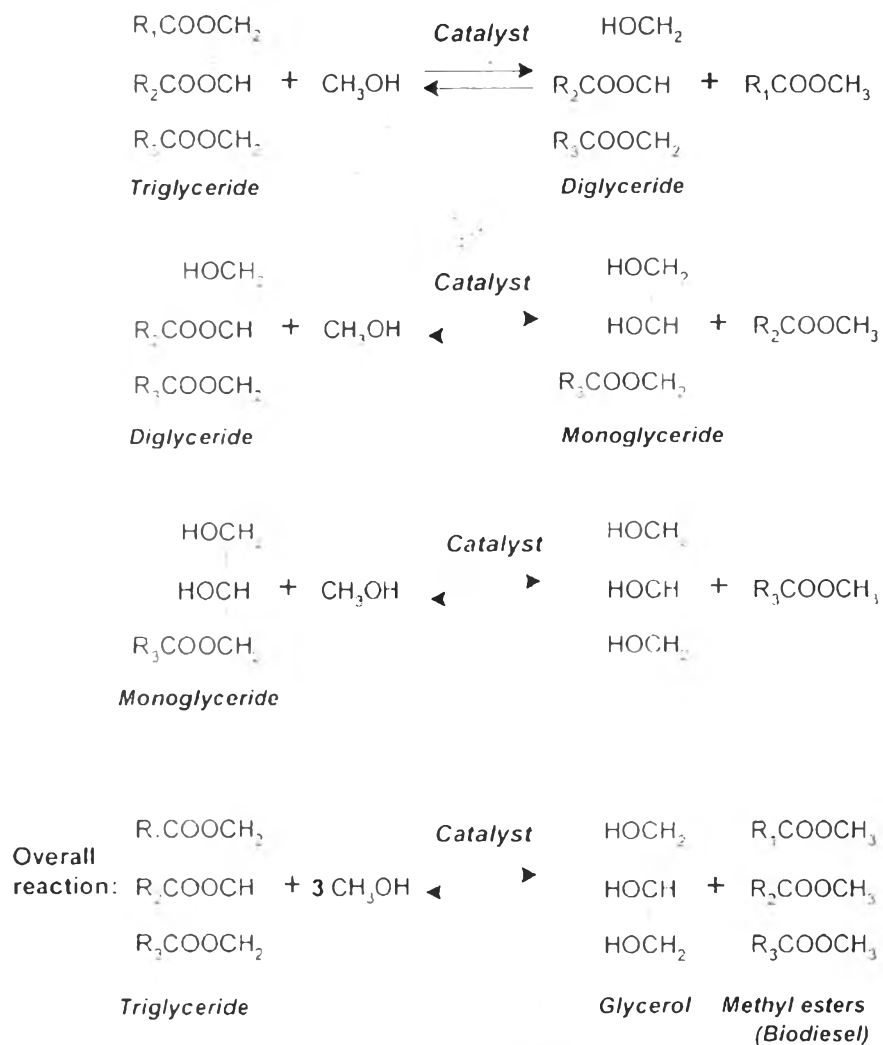 R₁COOCH₂ Catalyst HOCH₂
R₂COOCH + CH₃OH R₂COOCH + R₁COOCH₃
R₃COOCH₂ R₃COOCH₂
Triglyceride Diglyceride
HOCH₂ Catalyst HOCH₂
R₂COOCH + CH₃OH HOCH + R₂COOCH₃
R₃COOCH₂ R₃COOCH₂
Diglyceride Monoglyceride
HOCH₂ Catalyst HOCH₂
HOCH + CH₃OH HOCH + R₃COOCH₃
R₃COOCH₂ HOCH₂
Monoglyceride
R₁COOCH₂ Catalyst HOCH₂ R₁COOCH₃
Overall
reaction: R₂COOCH + 3 CH₃OH HOCH + R₂COOCH₃
R₃COOCH₂ HOCH₂ R₃COOCH₃
Triglyceride Glycerol Methyl esters
(Biodiesel)